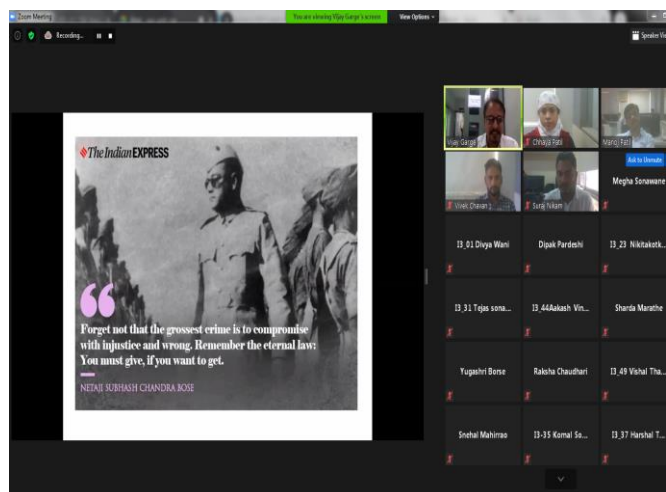 Zoom Meeting
You are viewing Vijay Garge's screen
View Options
Recording...
Speaker Vi
The Indian EXPRESS
Forget not that the grossest crime is to compromise
with injustice and wrong. Remember the eternal law:
You must give, if you want to get.
NETAJI SUBHASH CHANDRA BOSE
Vijay Garge
Chhaya Patil
Manoj Patil
Ask to Unmute
Vivek Chavan
Suraj Nikam
Megha Sonawane
I3_01 Divya Wani
Dipak Pardeshi
I3_23 Nikitakotk...
I3_31 Tejas sona...
I3_44Aakash Vin...
Sharda Marathe
Yugashri Borse
Raksha Chaudhari
I3_49 Vishal Tha...
Snehal Mahirrao
I3-35 Komal So...
I3_37 Harshal T...